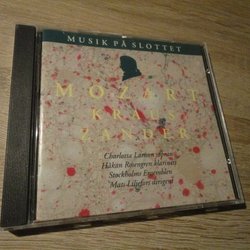 MUSIK PÅ SLOTTET
MOZART
KRAUS
ZANDER
Charlotta Larsson sopran
Håkan Rosengren klarinett
Stockholms Ensemblen
Mats Liljefors dirigent